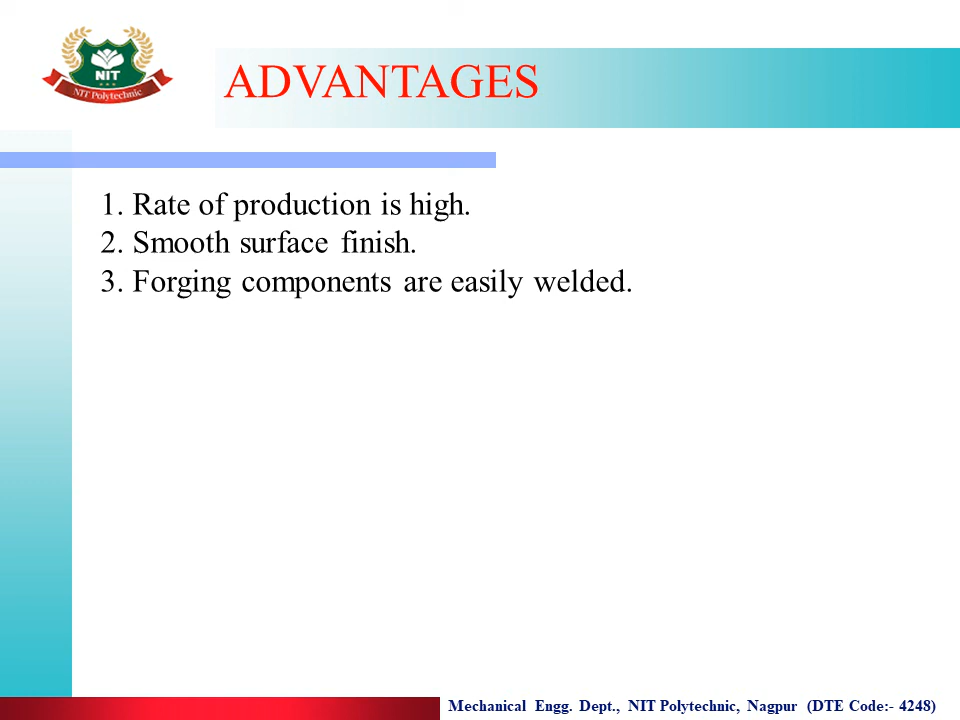 NIT
NIT Polytechnic
ADVANTAGES
1. Rate of production is high.
2. Smooth surface finish.
3. Forging components are easily welded.
Mechanical Engg. Dept., NIT Polytechnic, Nagpur (DTE Code:- 4248)